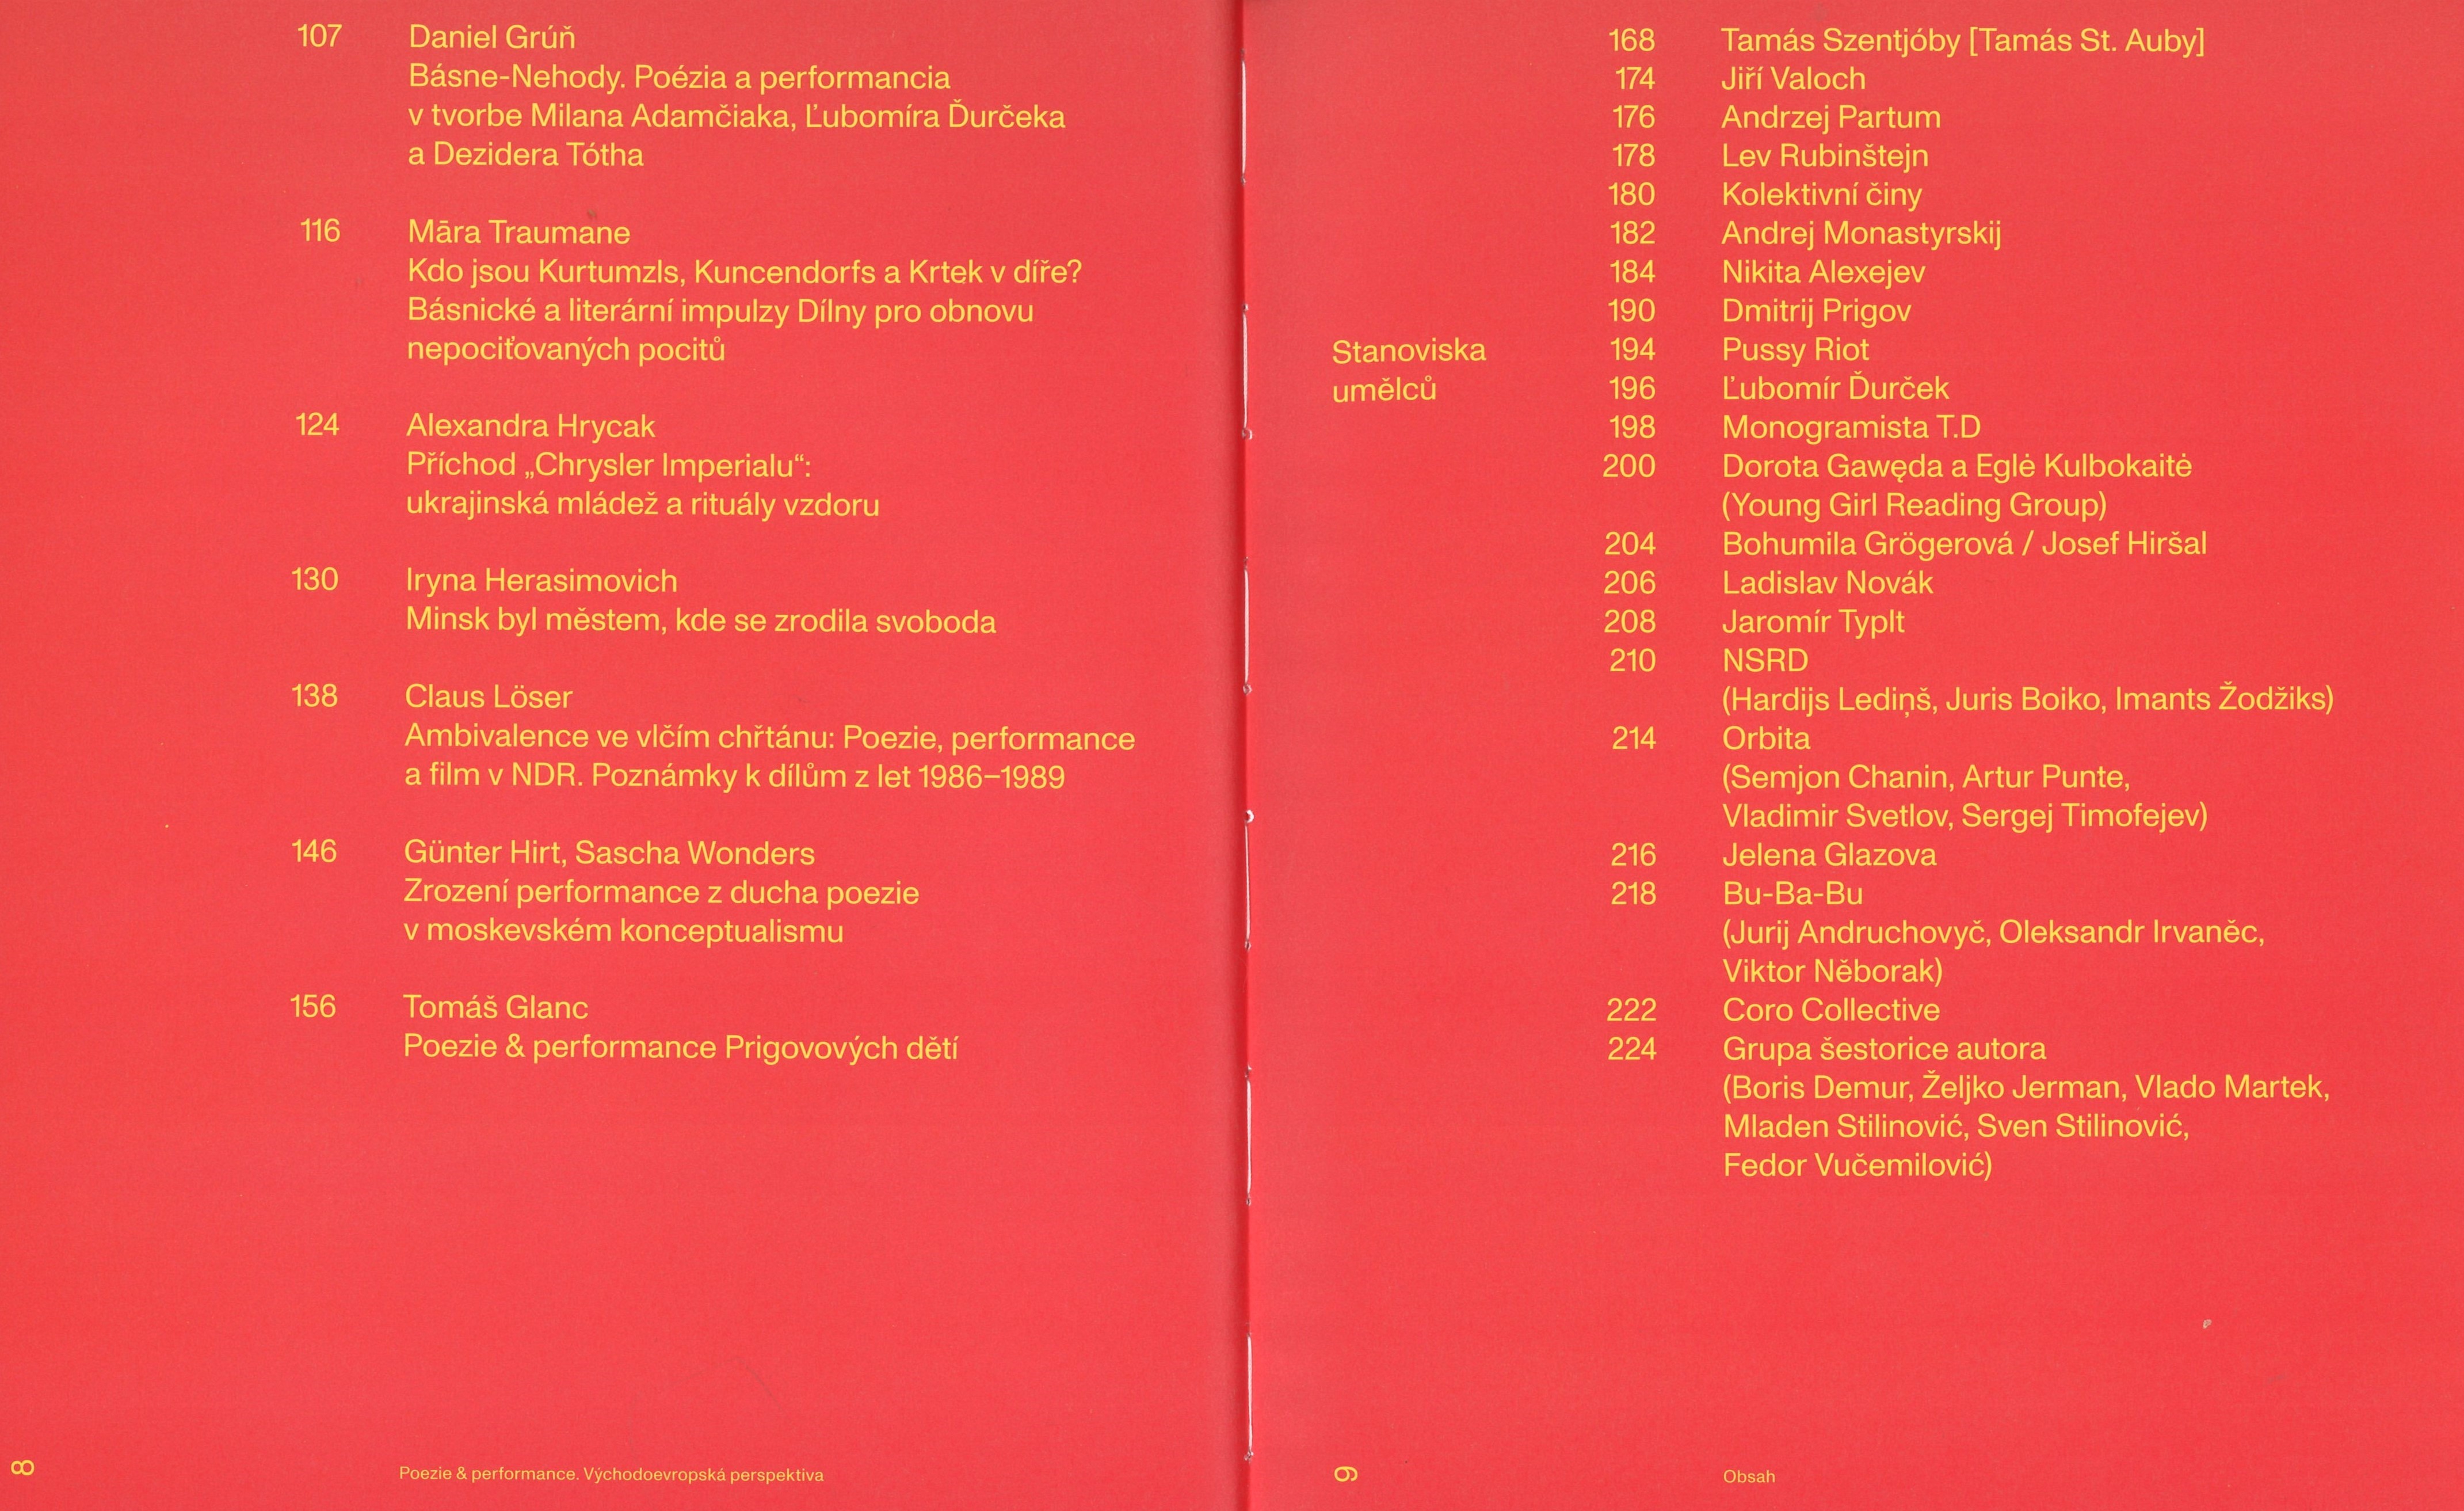 107 Daniel Grúň
Básne-Nehody. Poézia a performancia
v tvorbe Milana Adamčiaka, Ľubomíra Ďurčeka
a Dezidera Tótha
116 Māra Traumane
Kdo jsou Kurtumzls, Kuncendorfs a Krtek v díře?
Básnické a literární impulzy Dílny pro obnovu
nepociťovaných pocitů
124 Alexandra Hrycak
Příchod „Chrysler Imperialu“:
ukrajinská mládež a rituály vzdoru
130 Iryna Herasimovich
Minsk byl městem, kde se zrodila svoboda
138 Claus Löser
Ambivalence ve vlčím chřtánu: Poezie, performance
a film v NDR. Poznámky k dílům z let 1986–1989
146 Günter Hirt, Sascha Wonders
Zrození performance z ducha poezie
v moskevském konceptualismu
156 Tomáš Glanc
Poezie & performance Prigovových dětí
8
Poezie & performance. Východoevropská perspektiva
Stanoviska
umělců
168 Tamás Szentjóby [Tamás St. Auby]
174 Jiří Valoch
176 Andrzej Partum
178 Lev Rubinštejn
180 Kolektivní činy
182 Andrej Monastyrskij
184 Nikita Alexejev
190 Dmitrij Prigov
194 Pussy Riot
196 Ľubomír Ďurček
198 Monogramista T.D
200 Dorota Gawęda a Eglė Kulbokaitė
(Young Girl Reading Group)
204 Bohumila Grögerová / Josef Hiršal
206 Ladislav Novák
208 Jaromír Typlt
210 NSRD
(Hardijs Lediņš, Juris Boiko, Imants Žodžiks)
214 Orbita
(Semjon Chanin, Artur Punte,
Vladimir Svetlov, Sergej Timofejev)
216 Jelena Glazova
218 Bu-Ba-Bu
(Jurij Andruchovyč, Oleksandr Irvaněc,
Viktor Něborak)
222 Coro Collective
224 Grupa šestorice autora
(Boris Demur, Željko Jerman, Vlado Martek,
Mladen Stilinović, Sven Stilinović,
Fedor Vučemilović)
9
Obsah